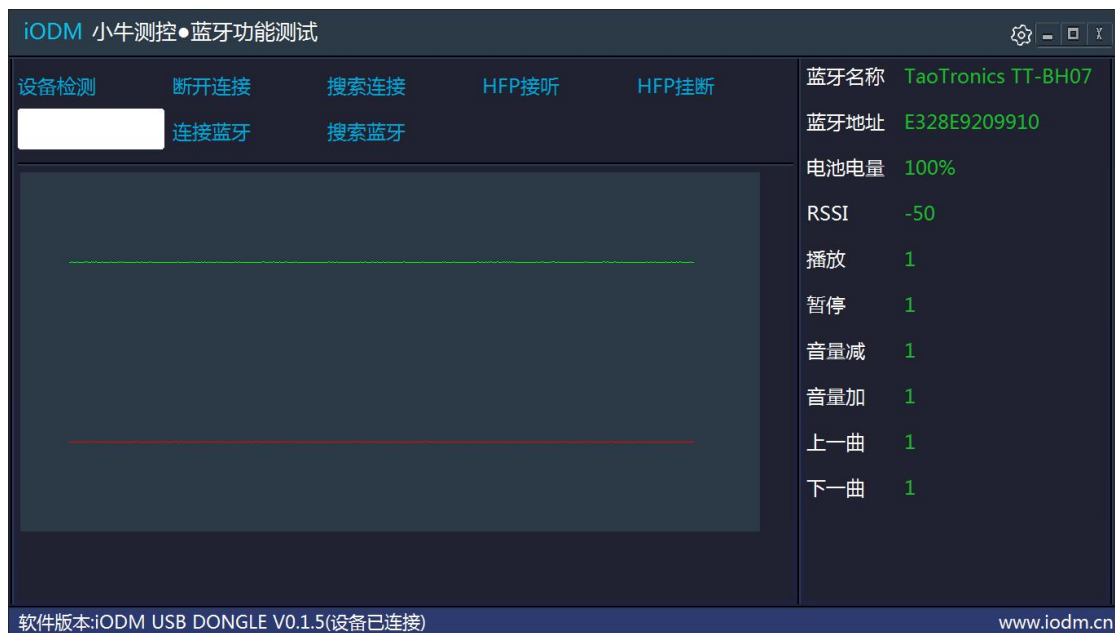 iODM 小牛测控●蓝牙功能测试
设备检测 断开连接 搜索连接 HFP接听 HFP挂断
连接蓝牙 搜索蓝牙
蓝牙名称 TaoTronics TT-BH07
蓝牙地址 E328E9209910
电池电量 100%
RSSI -50
播放 1
暂停 1
音量减 1
音量加 1
上一曲 1
下一曲 1
软件版本:iODM USB DONGLE V0.1.5(设备已连接) www.iodm.cn